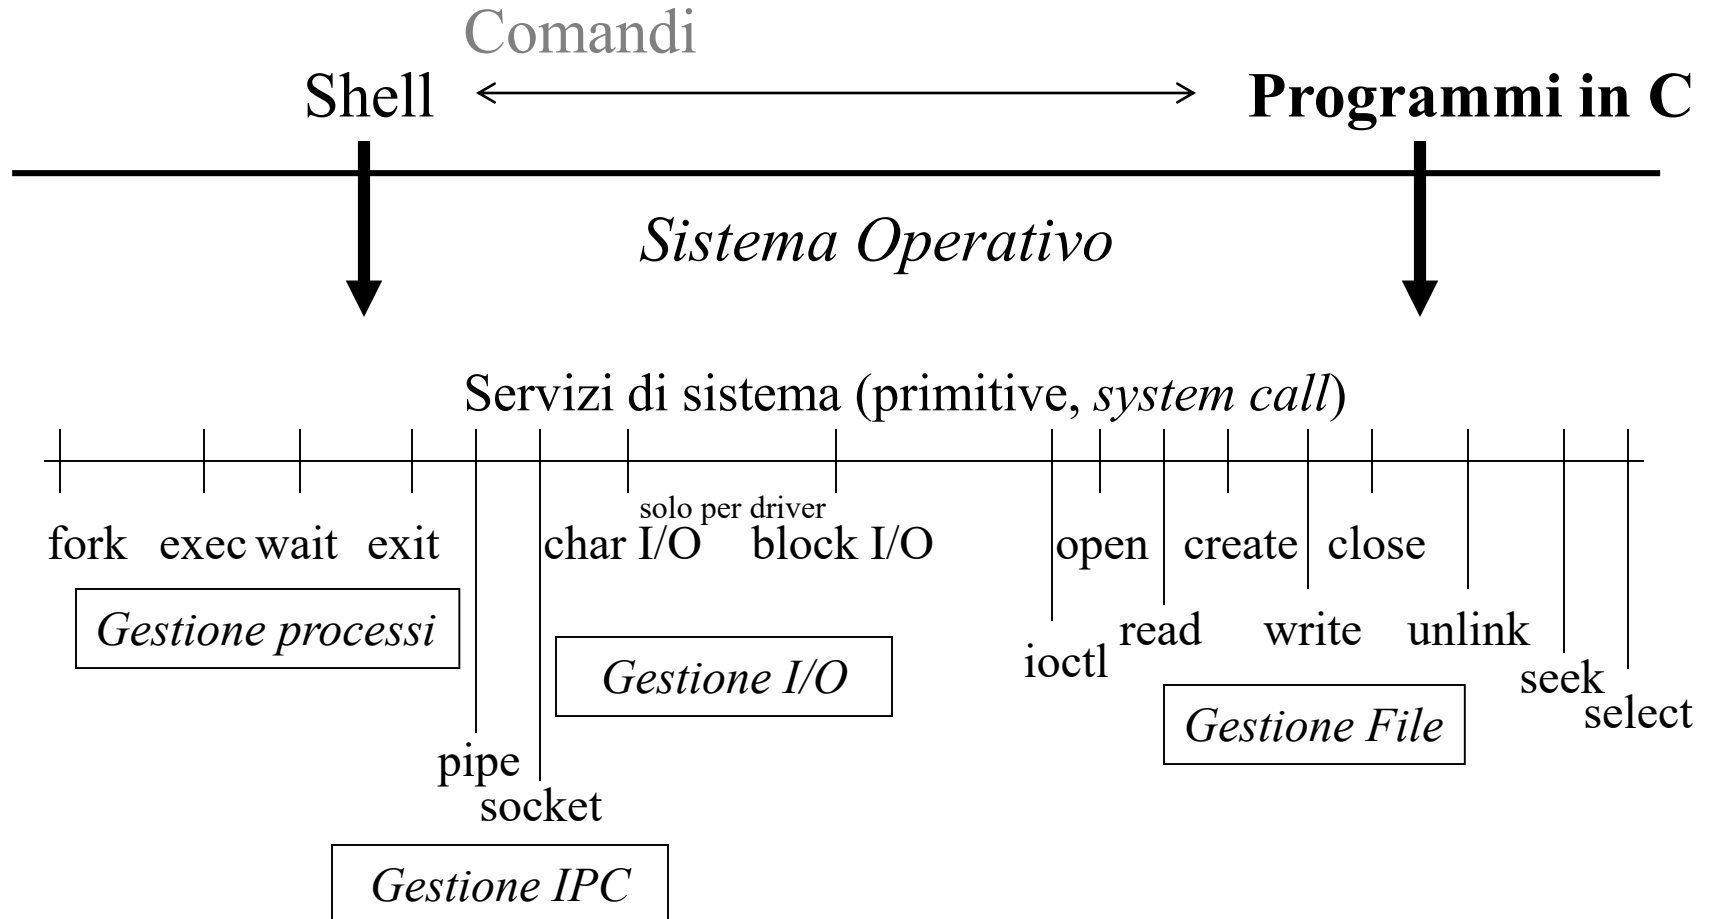 Comandi
Shell
Programmi in C
Sistema Operativo
Servizi di sistema (primitive, system call)
solo per driver
fork exec wait exit char I/O block I/O open create close
Gestione processi
read write unlink
ioctl
Gestione I/O
seek
select
Gestione File
pipe
socket
Gestione IPC